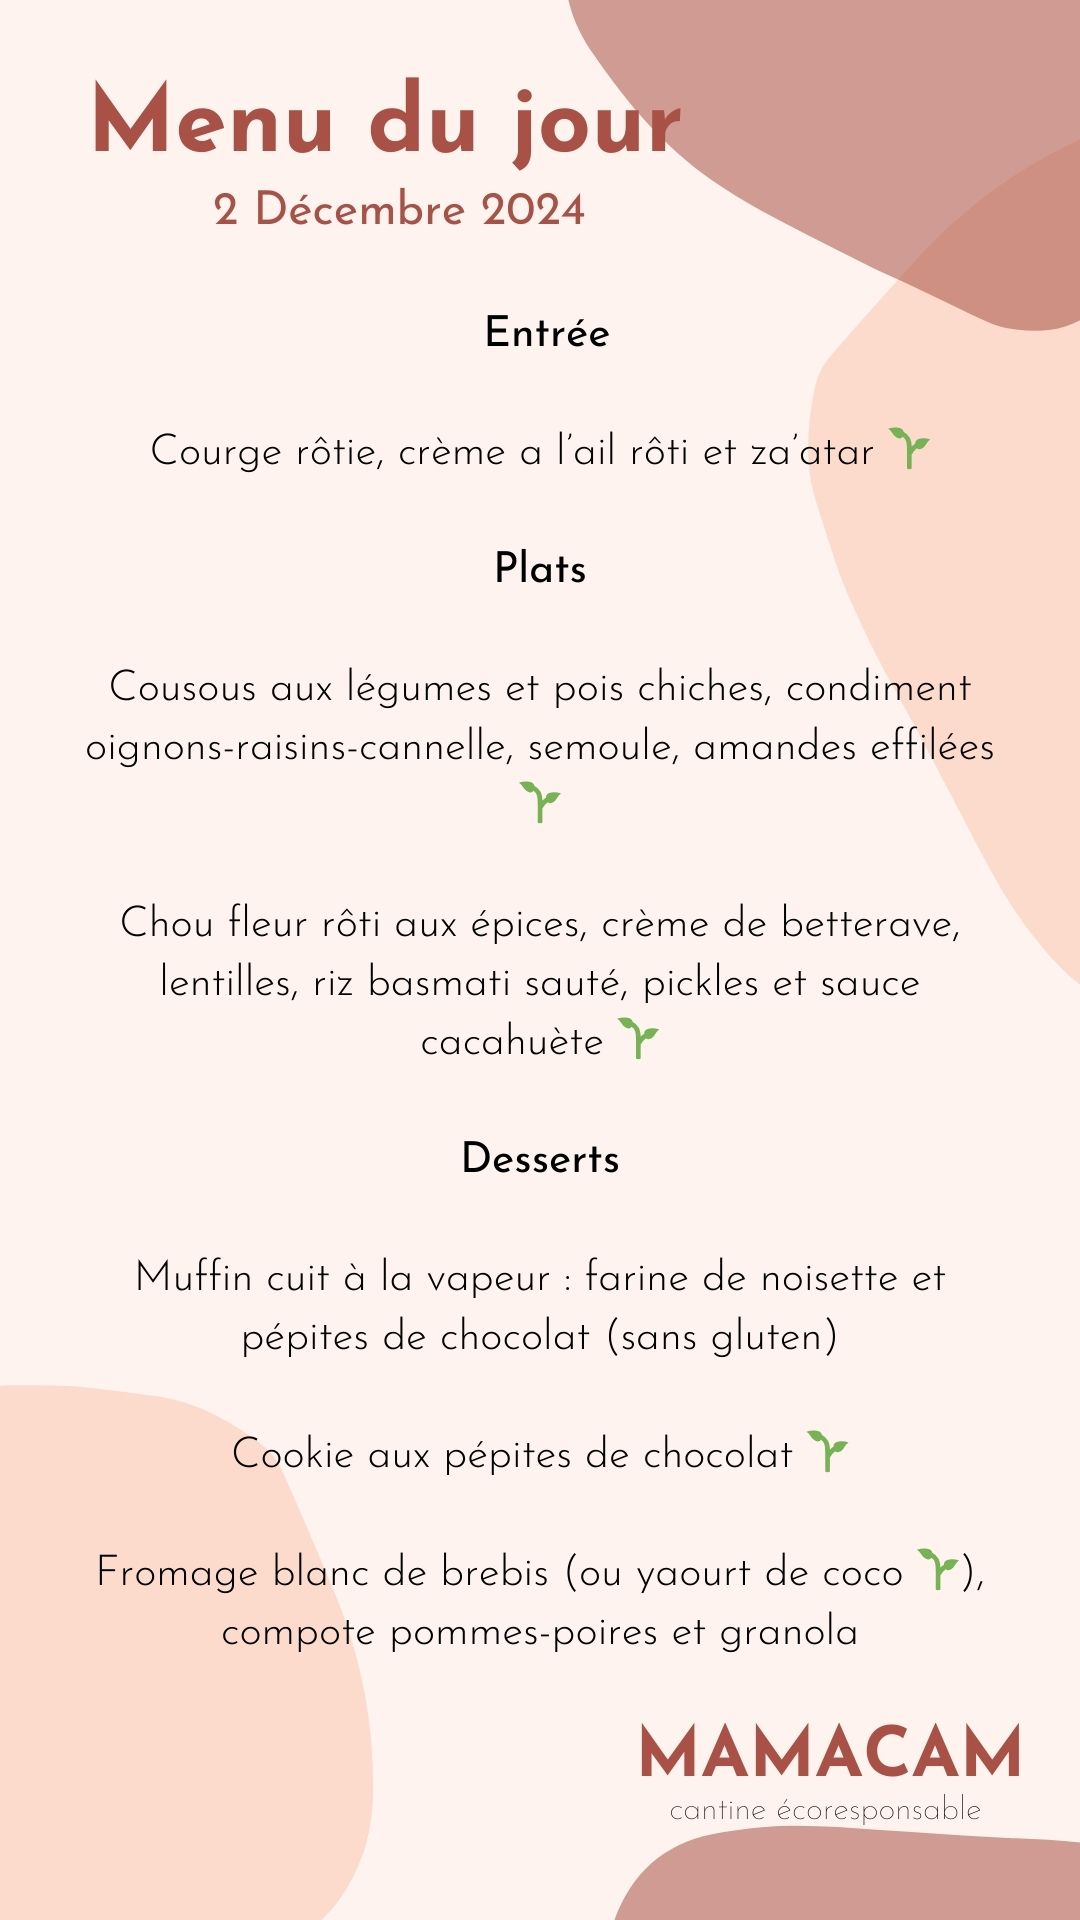 Menu du jour
2 Décembre 2024
Entrée
Courge rôtie, crème a l'ail rôti et za'atar 🌱
Plats
Cousous aux légumes et pois chiches, condiment
oignons-raisins-cannelle, semoule, amandes effilées
🌱
Chou fleur rôti aux épices, crème de betterave,
lentilles, riz basmati sauté, pickles et sauce
cacahuète 🌱
Desserts
Muffin cuit à la vapeur : farine de noisette et
pépites de chocolat (sans gluten)
Cookie aux pépites de chocolat 🌱
Fromage blanc de brebis (ou yaourt de coco 🌱),
compote pommes-poires et granola
MAMACAM
cantine écoresponsable